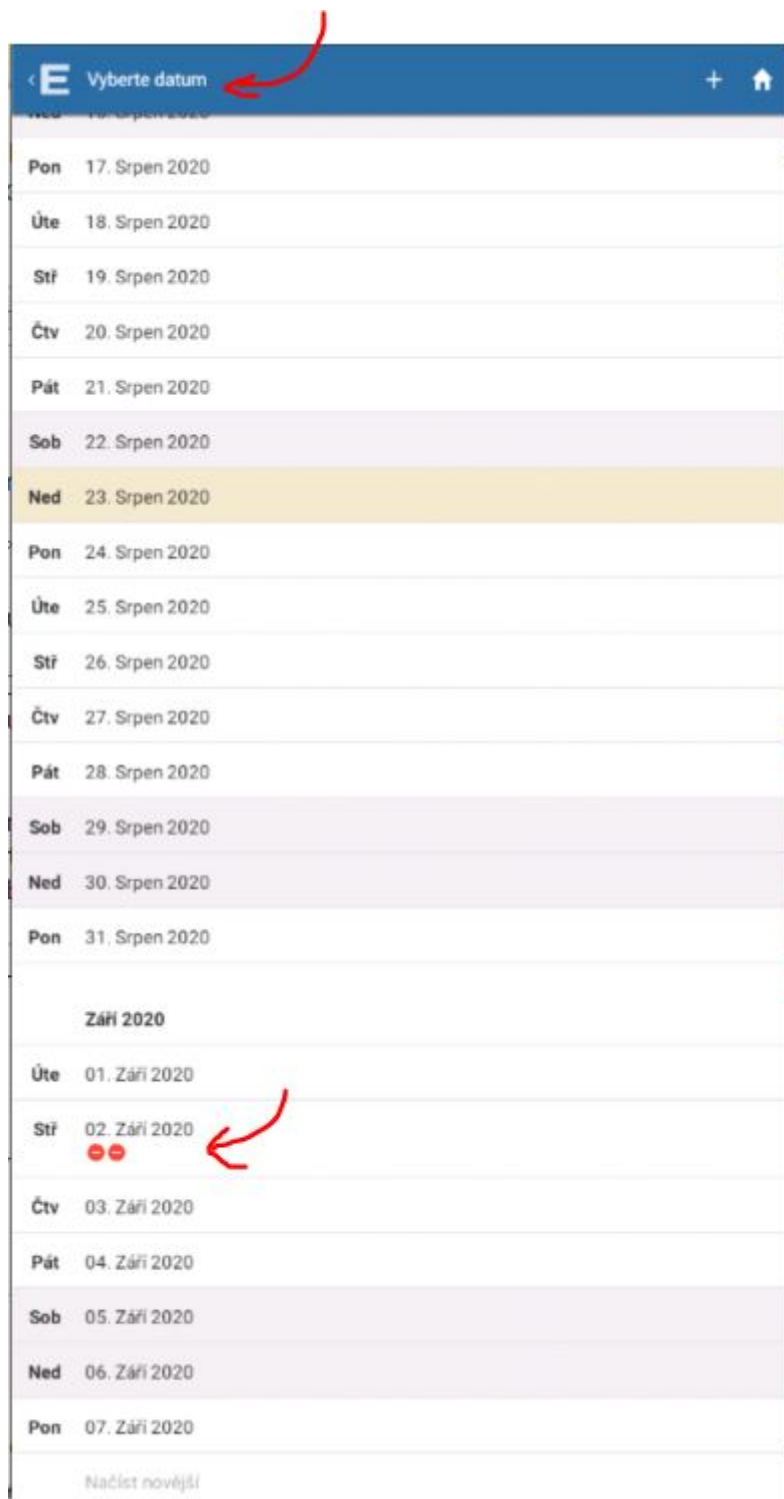 ‹ E Vyberte datum +
Pon 17. Srpen 2020
Úte 18. Srpen 2020
Stř 19. Srpen 2020
Čtv 20. Srpen 2020
Pát 21. Srpen 2020
Sob 22. Srpen 2020
Ned 23. Srpen 2020
Pon 24. Srpen 2020
Úte 25. Srpen 2020
Stř 26. Srpen 2020
Čtv 27. Srpen 2020
Pát 28. Srpen 2020
Sob 29. Srpen 2020
Ned 30. Srpen 2020
Pon 31. Srpen 2020
Září 2020
Úte 01. Září 2020
Stř 02. Září 2020
Čtv 03. Září 2020
Pát 04. Září 2020
Sob 05. Září 2020
Ned 06. Září 2020
Pon 07. Září 2020
Načíst novější